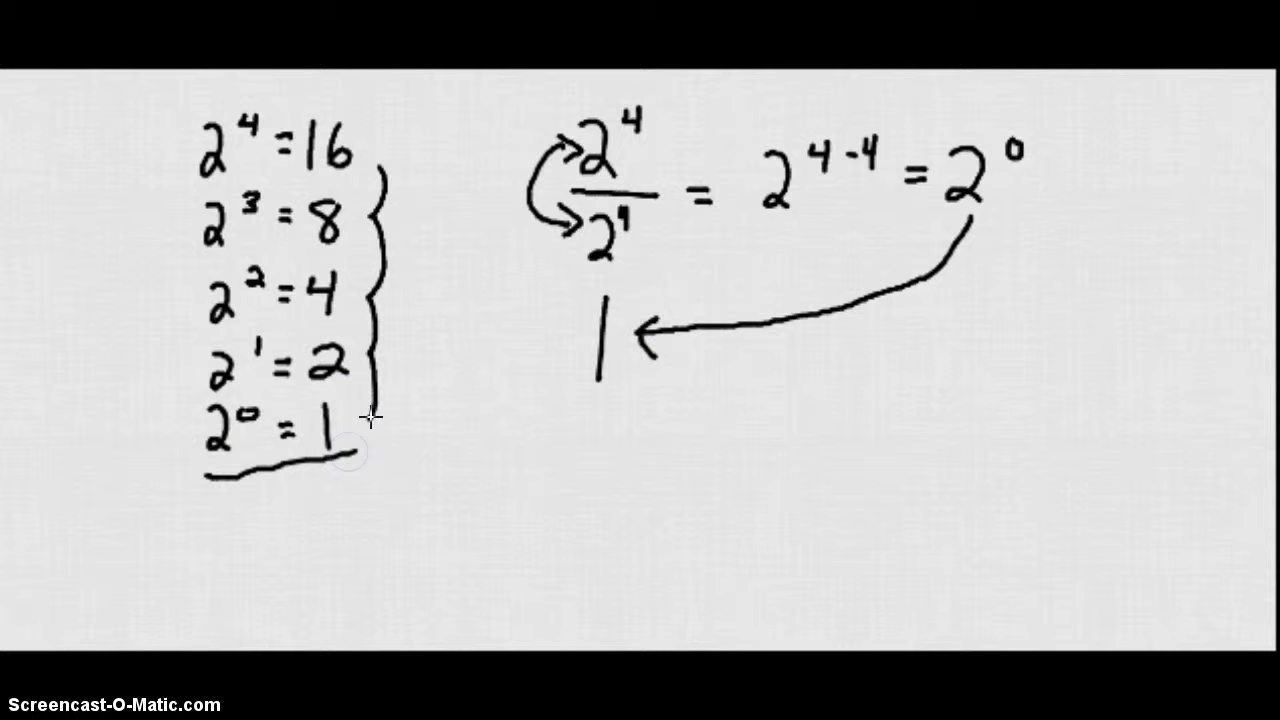 2⁴ = 16
2³ = 8
2² = 4
2¹ = 2
2⁰ = 1
2⁴/2⁴ = 2⁴⁻⁴ = 2⁰
1
Screencast-O-Matic.com